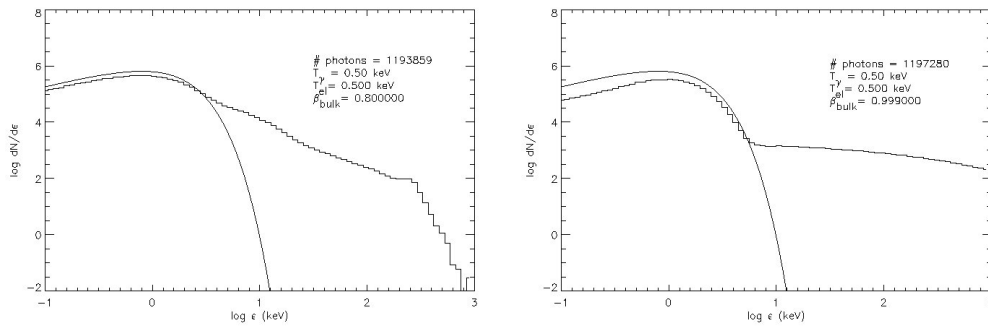 8
6
4
2
0
−2
−1
0
1
2
3
log dN/dε
log ε (keV)
# photons = 1193859
Tγ = 0.50 keV
Tel = 0.500 keV
βbulk = 0.800000
8
6
4
2
0
−2
−1
0
1
2
log dN/dε
log ε (keV)
# photons = 1197280
Tγ = 0.50 keV
Tel = 0.500 keV
βbulk = 0.999000